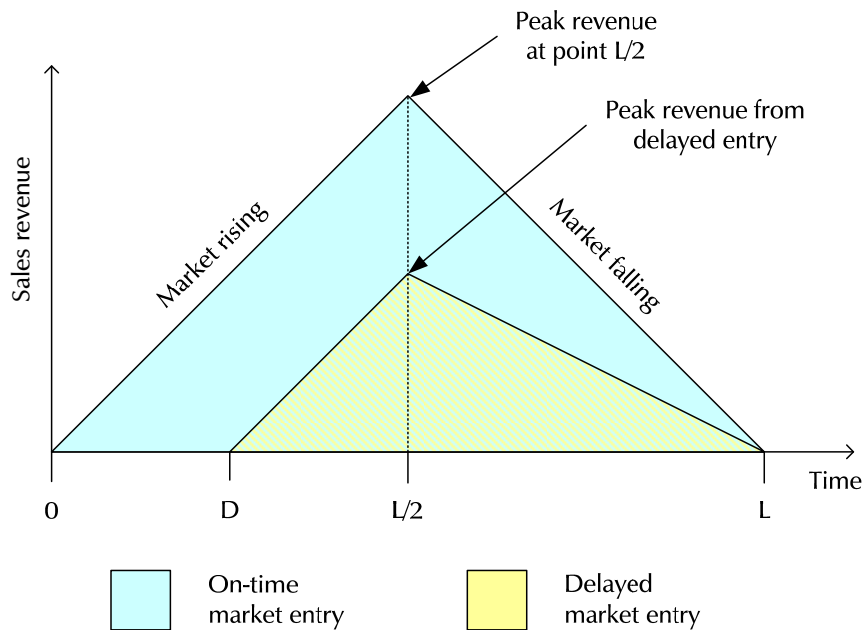 Peak revenue
at point L/2
Peak revenue from
delayed entry
Sales revenue
Market rising
Market falling
Time
0
D
L/2
L
On-time
market entry
Delayed
market entry